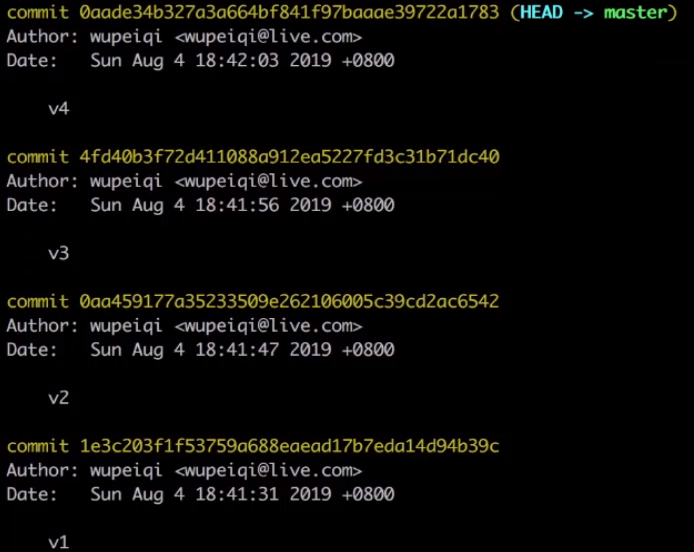 commit 0aade34b327a3a664bf841f97baaae39722a1783 (HEAD -> master)
Author: wupeiqi <wupeiqi@live.com>
Date:   Sun Aug 4 18:42:03 2019 +0800
v4
commit 4fd40b3f72d411088a912ea5227fd3c31b71dc40
Author: wupeiqi <wupeiqi@live.com>
Date:   Sun Aug 4 18:41:56 2019 +0800
v3
commit 0aa459177a35233509e262106005c39cd2ac6542
Author: wupeiqi <wupeiqi@live.com>
Date:   Sun Aug 4 18:41:47 2019 +0800
v2
commit 1e3c203f1f53759a688eaead17b7eda14d94b39c
Author: wupeiqi <wupeiqi@live.com>
Date:   Sun Aug 4 18:41:31 2019 +0800
v1